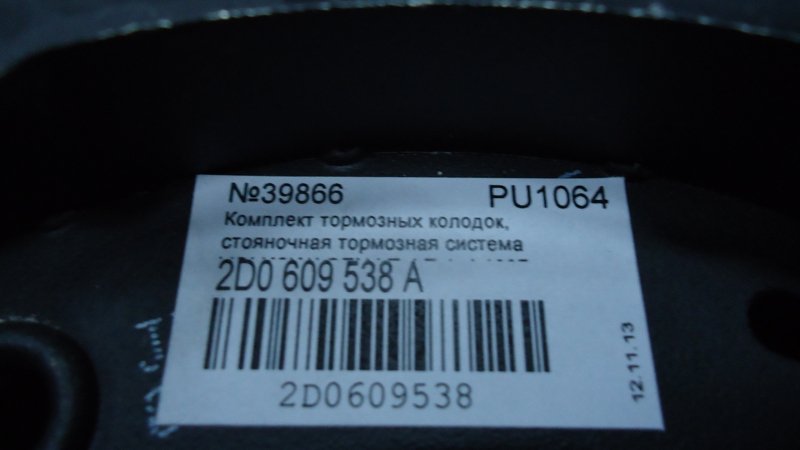 №39866 PU1064
Комплект тормозных колодок,
стояночная тормозная система
2D0 609 538 A
2D0609538
12.11.13